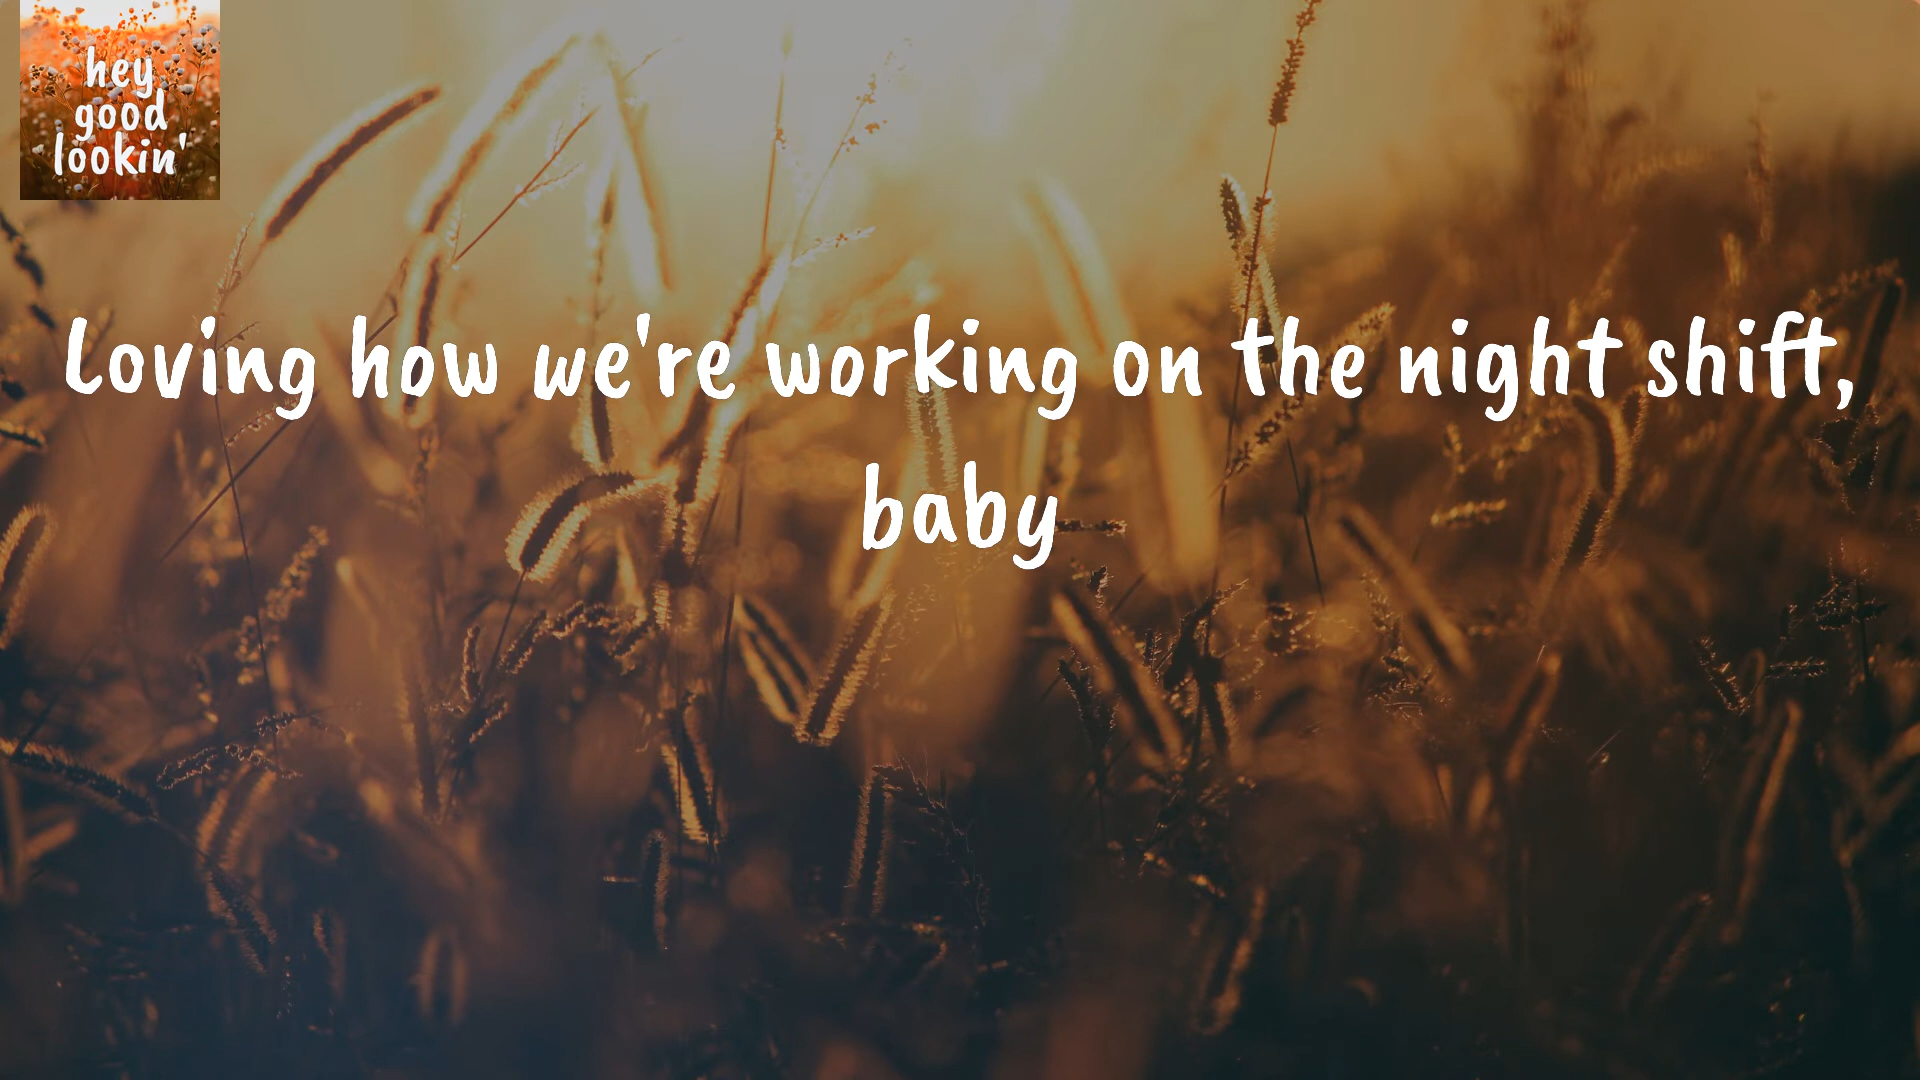 hey
good
lookin'
Loving how we're working on the night shift,
baby